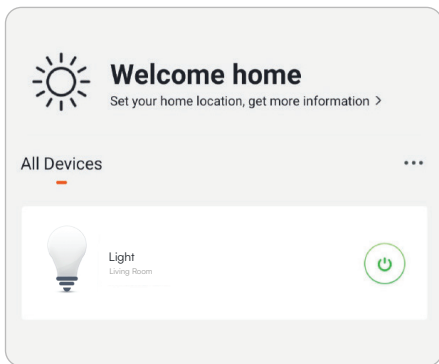 Welcome home
Set your home location, get more information >
All Devices
Light
Living Room